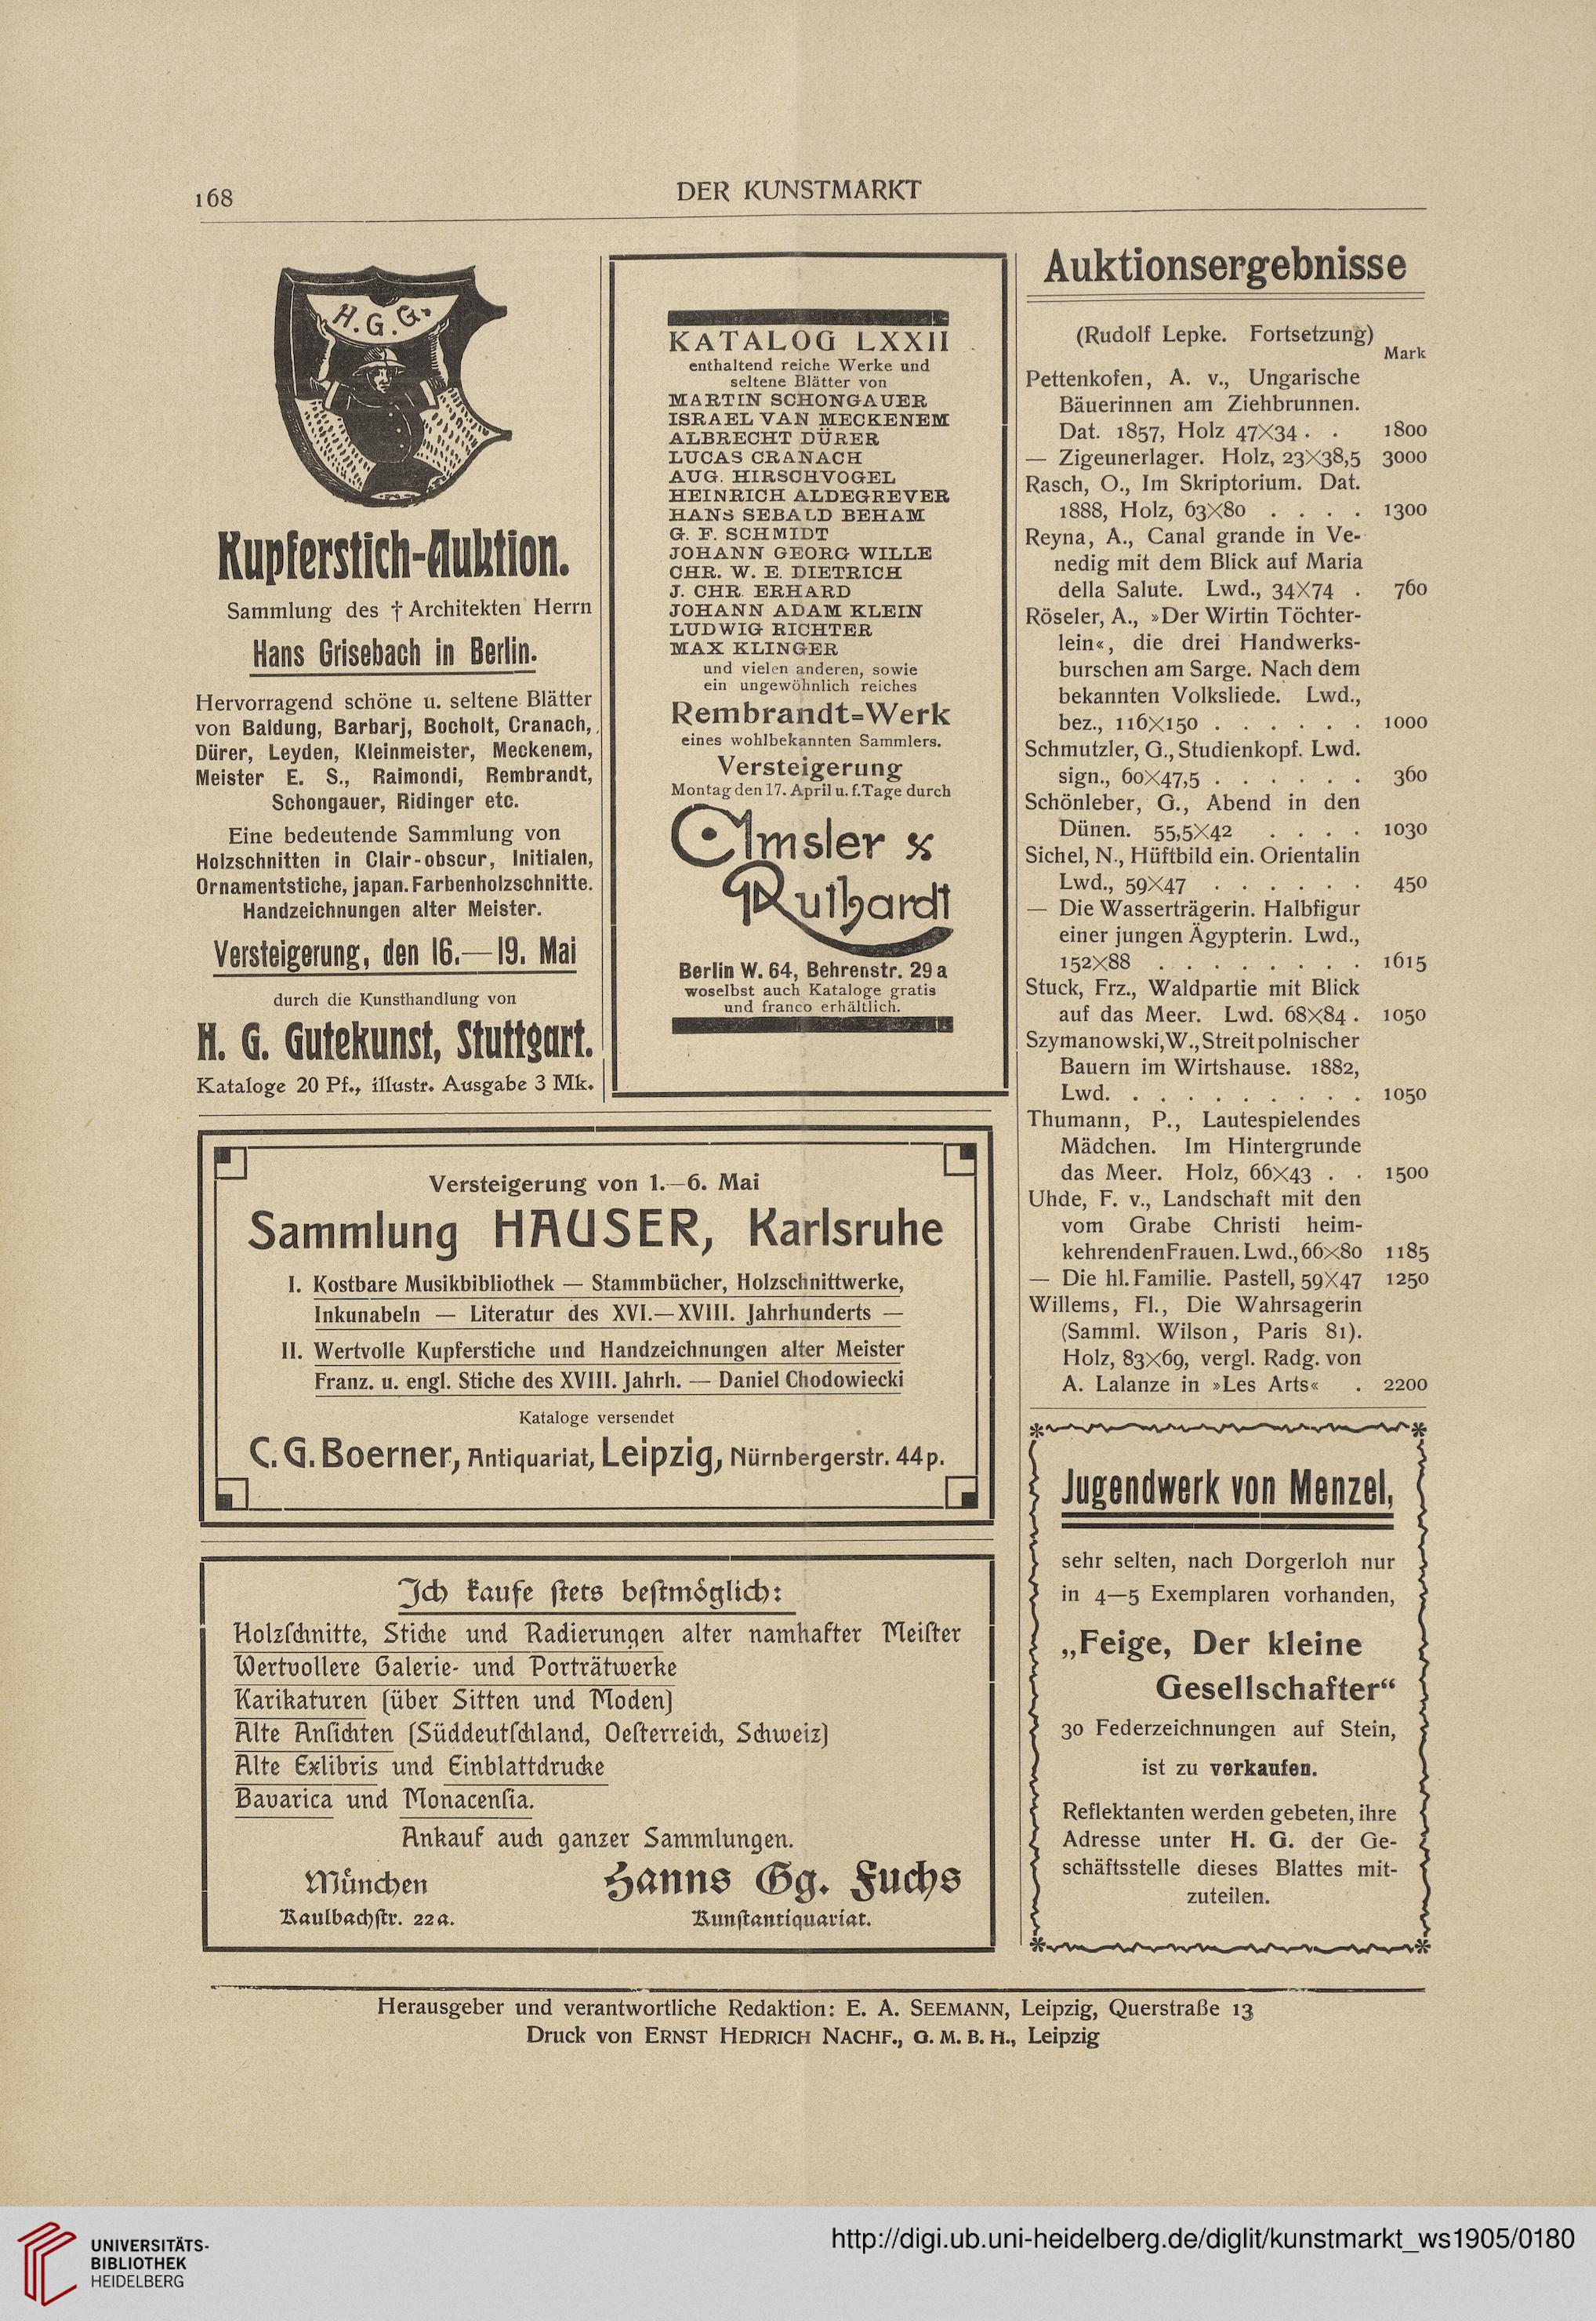 168
DER KUNSTMARKT
H. G. G.
Kupferstich-Auktion.
Sammlung des † Architekten Herrn
Hans Grisebach in Berlin.
Hervorragend schöne u. seltene Blätter
von Baldung, Barbarj, Bocholt, Cranach,
Dürer, Leyden, Kleinmeister, Meckenem,
Meister E. S., Raimondi, Rembrandt,
Schongauer, Ridinger etc.
Eine bedeutende Sammlung von
Holzschnitten in Clair-obscur, Initialen,
Ornamentstiche, japan. Farbenholzschnitte.
Handzeichnungen alter Meister.
Versteigerung, den 16.—19. Mai
durch die Kunsthandlung von
H. G. Gutekunst, Stuttgart.
Kataloge 20 Pf., illustr. Ausgabe 3 Mk.
KATALOG LXXII
enthaltend reiche Werke und
seltene Blätter von
MARTIN SCHONGAUER
ISRAEL VAN MECKENEM
ALBRECHT DÜRER
LUCAS CRANACH
AUG. HIRSCHVOGEL
HEINRICH ALDEGREVER
HANS SEBALD BEHAM
G. F. SCHMIDT
JOHANN GEORG WILLE
CHR. W. E. DIETRICH
J. CHR. ERHARD
JOHANN ADAM KLEIN
LUDWIG RICHTER
MAX KLINGER
und vielen anderen, sowie
ein ungewöhnlich reiches
Rembrandt=Werk
eines wohlbekannten Sammlers.
Versteigerung
Montag den 17. April u. f. Tage durch
Amsler &
Ruthardt
Berlin W. 64, Behrenstr. 29 a
woselbst auch Kataloge gratis
und franco erhältlich.
Versteigerung von 1.—6. Mai
Sammlung HAUSER, Karlsruhe
I. Kostbare Musikbibliothek — Stammbücher, Holzschnittwerke,
Inkunabeln — Literatur des XVI.—XVIII. Jahrhunderts —
II. Wertvolle Kupferstiche und Handzeichnungen alter Meister
Franz. u. engl. Stiche des XVIII. Jahrh. — Daniel Chodowiecki
Kataloge versendet
C. G. Boerner, Antiquariat, Leipzig, Nürnbergerstr. 44p.
Ich kaufe ſtets beſtmöglich:
Holzſchnitte, Stiche und Radierungen alter namhafter Meiſter
Wertvollere Galerie- und Porträtwerke
Karikaturen (über Sitten und Moden)
Alte Anſichten (Süddeutſchland, Oeſterreich, Schweiz)
Alte Exlibris und Einblattdrucke
Bavarica und Monacenſia.
Ankauf auch ganzer Sammlungen.
München
Hanns Gg. Fuchs
Kaulbachſtr. 22a.
Kunſtantiquariat.
Auktionsergebnisse
(Rudolf Lepke. Fortsetzung)
Mark
Pettenkofen, A. v., Ungarische
Bäuerinnen am Ziehbrunnen.
Dat. 1857, Holz 47×34 . . 1800
— Zigeunerlager. Holz, 23×38,5 3000
Rasch, O., Im Skriptorium. Dat.
1888, Holz, 63×80 . . . . 1300
Reyna, A., Canal grande in Ve-
nedig mit dem Blick auf Maria
della Salute. Lwd., 34×74 . 760
Röseler, A., »Der Wirtin Töchter-
lein«, die drei Handwerks-
burschen am Sarge. Nach dem
bekannten Volksliede. Lwd.,
bez., 116×150 . . . . . . 1000
Schmutzler, G., Studienkopf. Lwd.
sign., 60×47,5 . . . . . . 360
Schönleber, G., Abend in den
Dünen. 55,5×42 . . . . 1030
Sichel, N., Hüftbild ein. Orientalin
Lwd., 59×47 . . . . . . 450
— Die Wasserträgerin. Halbfigur
einer jungen Ägypterin. Lwd.,
152×88 . . . . . . . . 1615
Stuck, Frz., Waldpartie mit Blick
auf das Meer. Lwd. 68×84 . 1050
Szymanowski, W., Streit polnischer
Bauern im Wirtshause. 1882,
Lwd. . . . . . . . . . 1050
Thumann, P., Lautespielendes
Mädchen. Im Hintergrunde
das Meer. Holz, 66×43 . . 1500
Uhde, F. v., Landschaft mit den
vom Grabe Christi heim-
kehrenden Frauen. Lwd., 66×80 1185
— Die hl. Familie. Pastell, 59×47 1250
Willems, Fl., Die Wahrsagerin
(Samml. Wilson, Paris 81).
Holz, 83×69, vergl. Radg. von
A. Lalanze in »Les Arts« . 2200
Jugendwerk von Menzel,
sehr selten, nach Dorgerloh nur
in 4—5 Exemplaren vorhanden,
„Feige, Der kleine
Gesellschafter“
30 Federzeichnungen auf Stein,
ist zu verkaufen.
Reflektanten werden gebeten, ihre
Adresse unter H. G. der Ge-
schäftsstelle dieses Blattes mit-
zuteilen.
Herausgeber und verantwortliche Redaktion: E. A. SEEMANN, Leipzig, Querstraße 13
Druck von ERNST HEDRICH NACHF., G. M. B. H., Leipzig
UNIVERSITÄTS-
BIBLIOTHEK
HEIDELBERG
http://digi.ub.uni-heidelberg.de/diglit/kunstmarkt_ws1905/0180